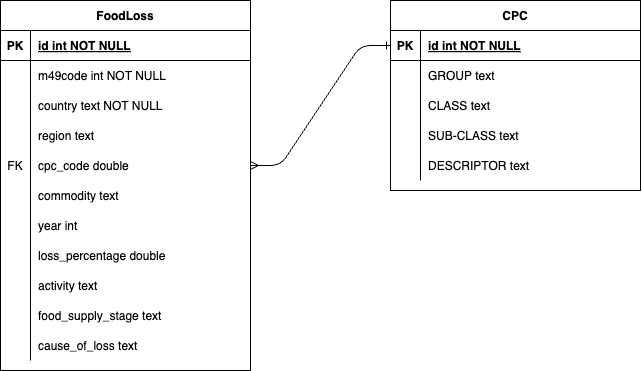 FoodLoss
PK id int NOT NULL
m49code int NOT NULL
country text NOT NULL
region text
FK cpc_code double
commodity text
year int
loss_percentage double
activity text
food_supply_stage text
cause_of_loss text
CPC
PK id int NOT NULL
GROUP text
CLASS text
SUB-CLASS text
DESCRIPTOR text